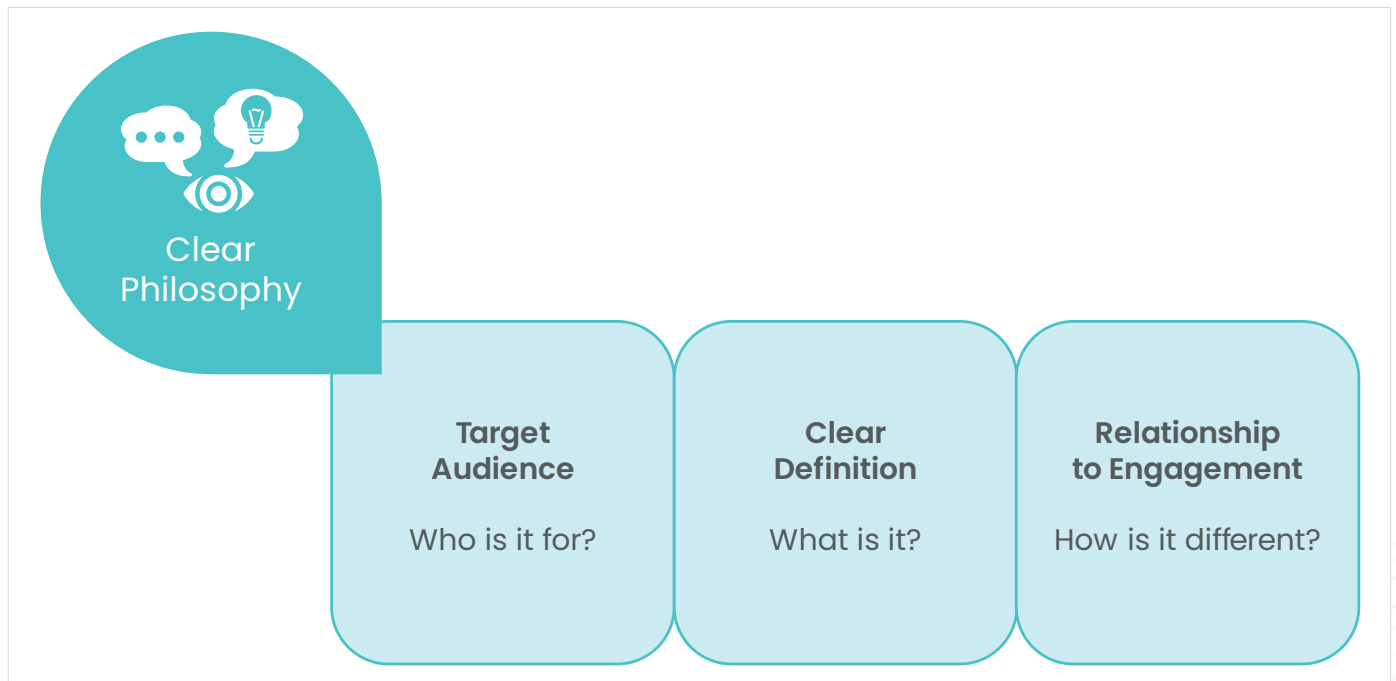 Clear
Philosophy
Target
Audience
Who is it for?
Clear
Definition
What is it?
Relationship
to Engagement
How is it different?